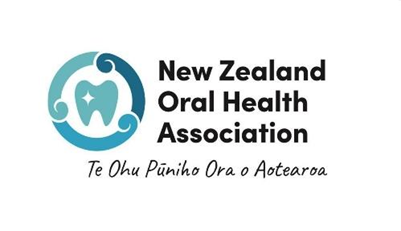 New Zealand
Oral Health
Association
Te Ohu Pūniho Ora o Aotearoa